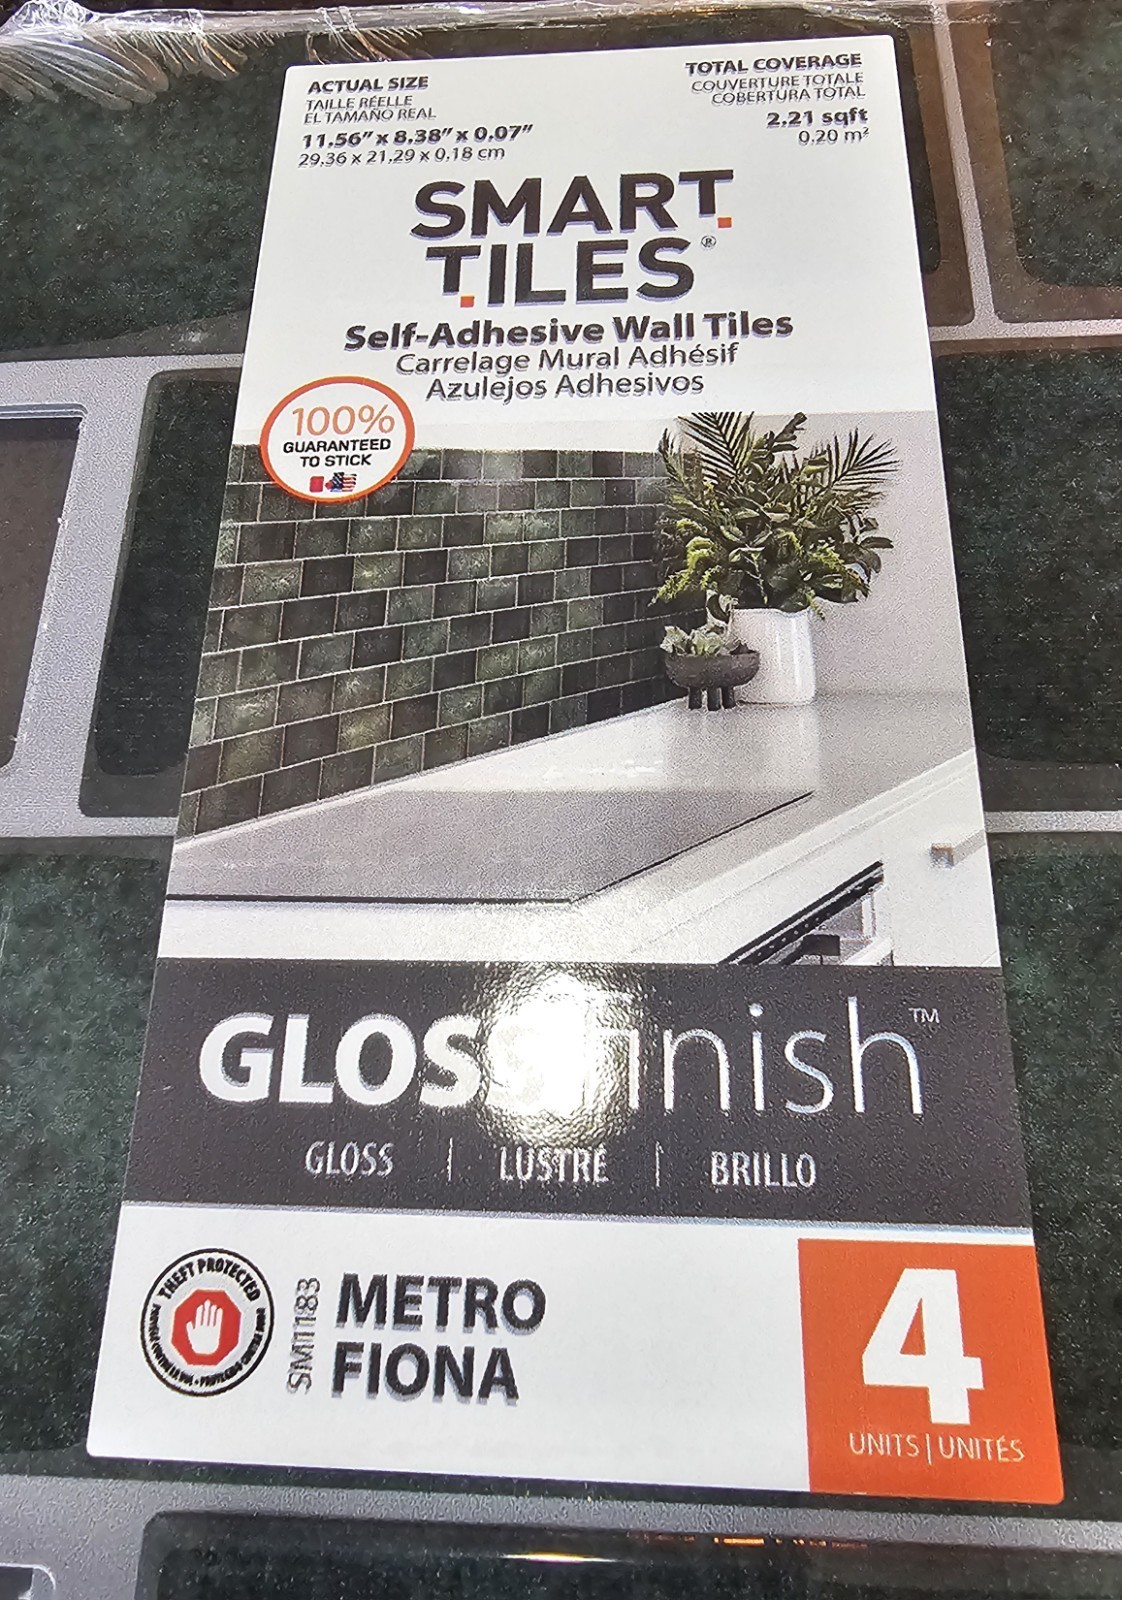 ACTUAL SIZE
TAILLE RÉELLE
EL TAMAÑO REAL
11.56" x 8.38" x 0.07"
29.36 x 21.29 x 0.18 cm
TOTAL COVERAGE
COUVERTURE TOTALE
COBERTURA TOTAL
2.21 sqft
0.20 m²
SMART
TILES®
Self-Adhesive Wall Tiles
Carrelage Mural Adhésif
Azulejos Adhesivos
100%
GUARANTEED
TO STICK
GLOSSfinish™
GLOSS | LUSTRÉ | BRILLO
THEFT PROTECTED
SM1183
METRO
FIONA
4
UNITS | UNITÉS